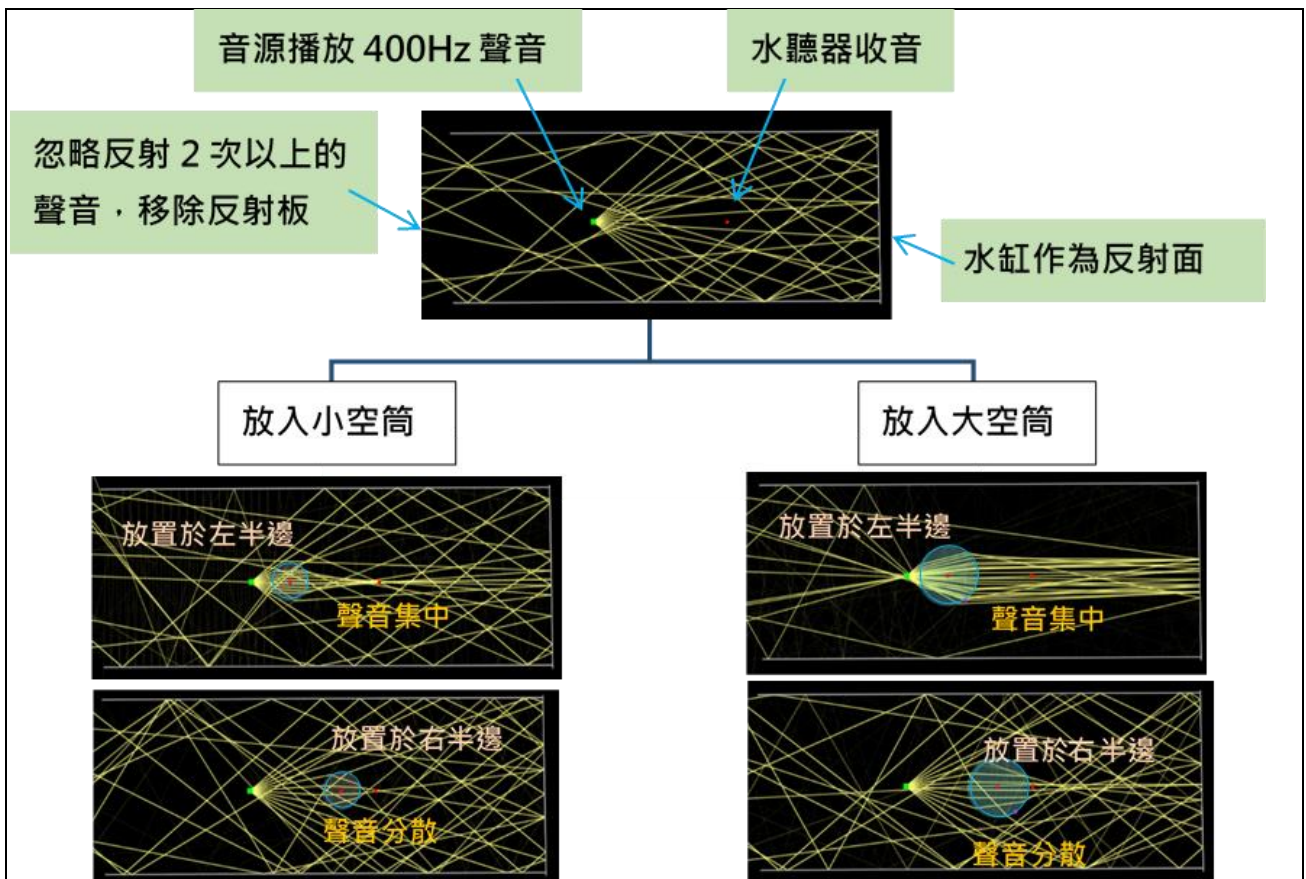 音源播放 400Hz 聲音
水聽器收音
忽略反射 2 次以上的
聲音，移除反射板
水缸作為反射面
放入小空筒
放入大空筒
放置於左半邊
聲音集中
放置於左半邊
聲音集中
放置於右半邊
聲音分散
放置於右半邊
聲音分散